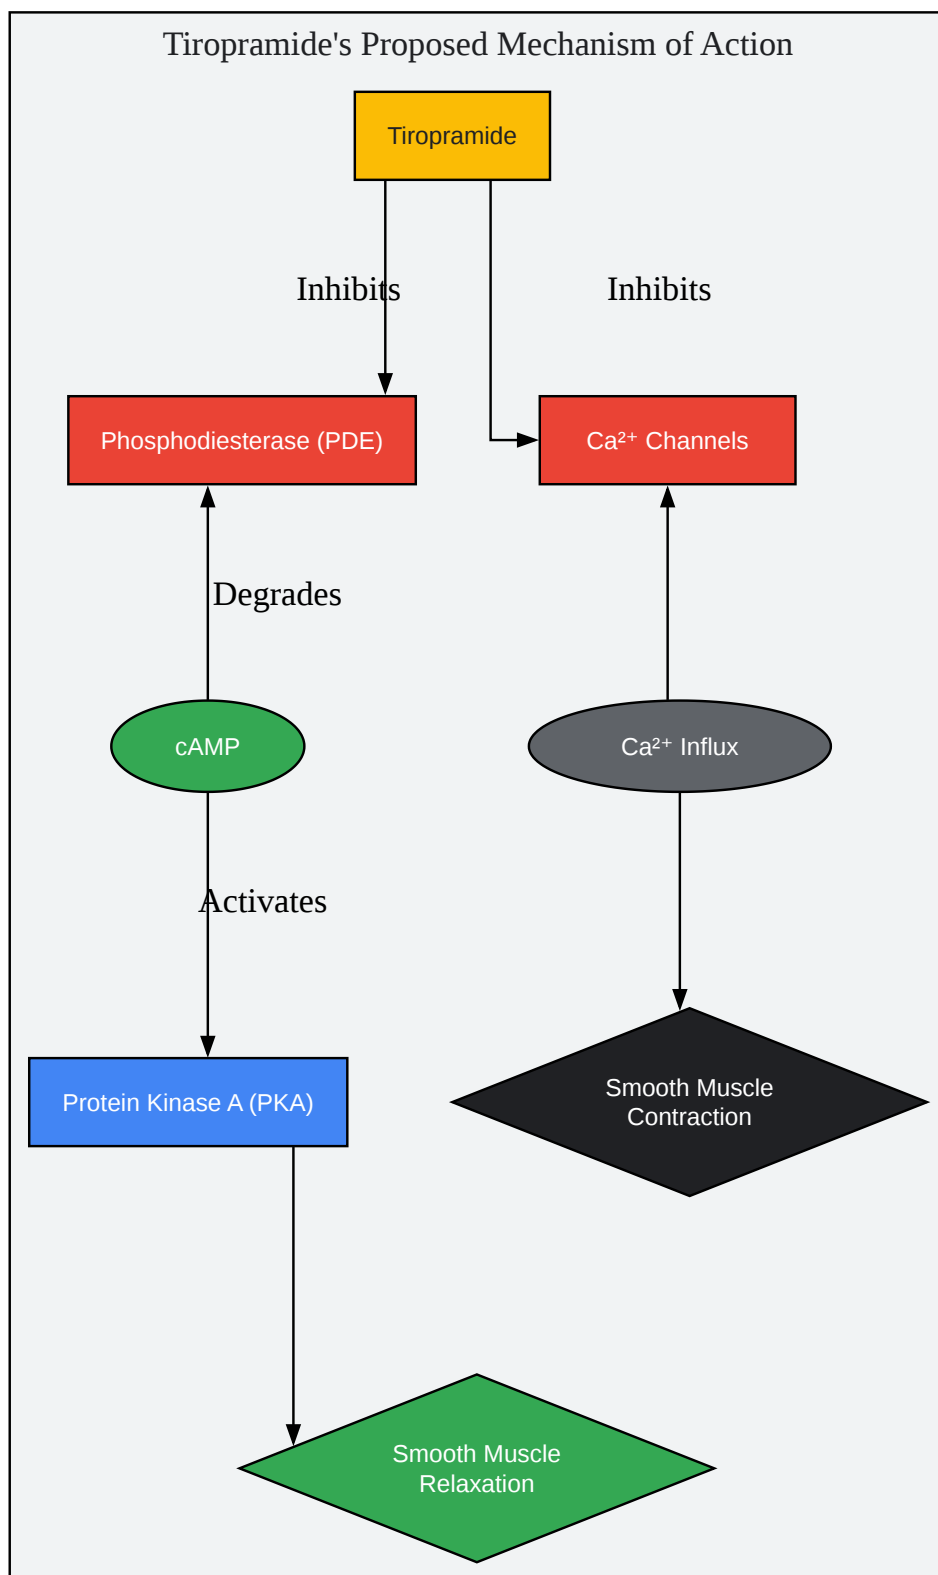 Tiropramide's Proposed Mechanism of Action
Tiropramide
Inhibits
Inhibits
Phosphodiesterase (PDE)
Ca²⁺ Channels
Degrades
cAMP
Ca²⁺ Influx
Activates
Smooth Muscle
Contraction
Protein Kinase A (PKA)
Smooth Muscle
Relaxation